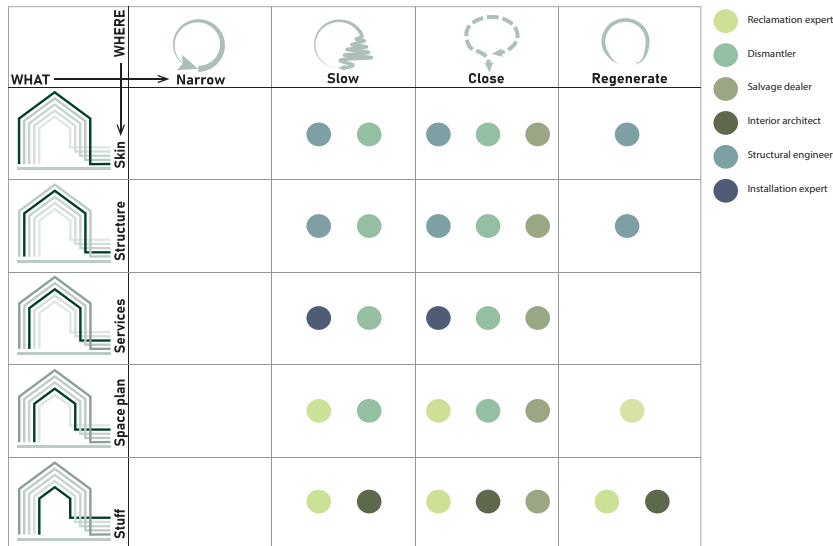 WHERE
WHAT
Narrow
Slow
Close
Regenerate
Skin
Structure
Services
Space plan
Stuff
Reclamation expert
Dismantler
Salvage dealer
Interior architect
Structural engineer
Installation expert